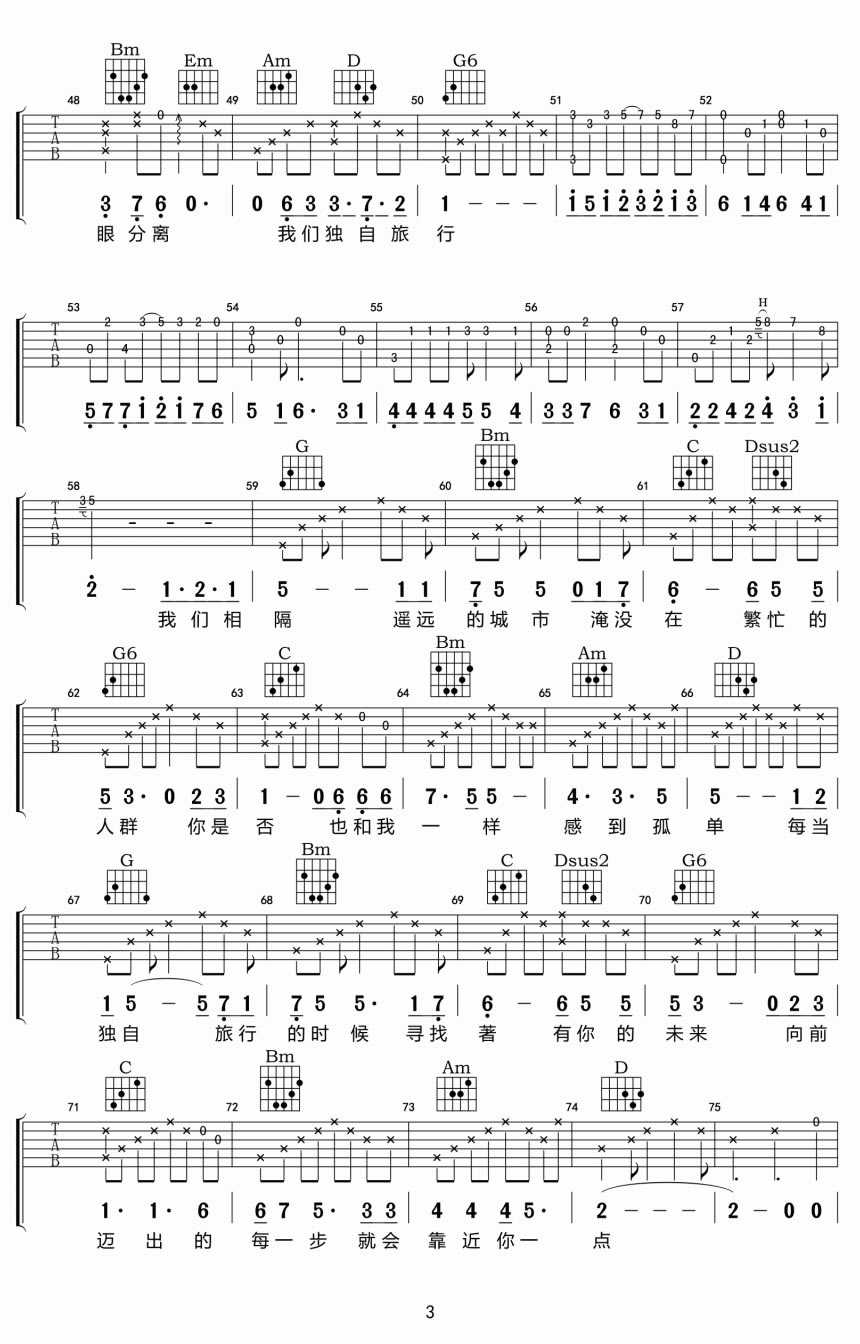 Bm Em Am D G6
48 49 50 51 52
3 7 6 0· 0 6 3 3·7·2 1 - - - 1 5 1 2 3 2 1 3 6 1 4 6 4 1
眼 分 离 我 们 独 自 旅 行
53 54 55 56 57
H
5 7 7 1 2 1 7 6 5 1 6· 3 1 4 4 4 4 5 5 4 3 3 7 6 3 1 2 2 4 2 4 3 1
G Bm C Dsus2
58 59 60 61
2 - 1·2·1 5 - - 1 1 7 5 5 0 1 7 6 - 6 5 5
我 们 相 隔 遥 远 的 城 市 淹 没 在 繁 忙 的
G6 C Bm Am D
62 63 64 65 66
5 3· 0 2 3 1 - 0 6 6 6 7· 5 5 - 4· 3· 5 5 - - 1 2
人 群 你 是 否 也 和 我 一 样 感 到 孤 单 每 当
G Bm C Dsus2 G6
67 68 69 70
1 5 - 5 7 1 7 5 5· 1 7 6 - 6 5 5 5 3 - 0 2 3
独 自 旅 行 的 时 候 寻 找 著 有 你 的 未 来 向 前
C Bm Am D
71 72 73 74 75
1· 1· 6 6 7 5· 3 3 4 4 4 5· 2 - - - 2 - 0 0
迈 出 的 每 一 步 就 会 靠 近 你 一 点
3